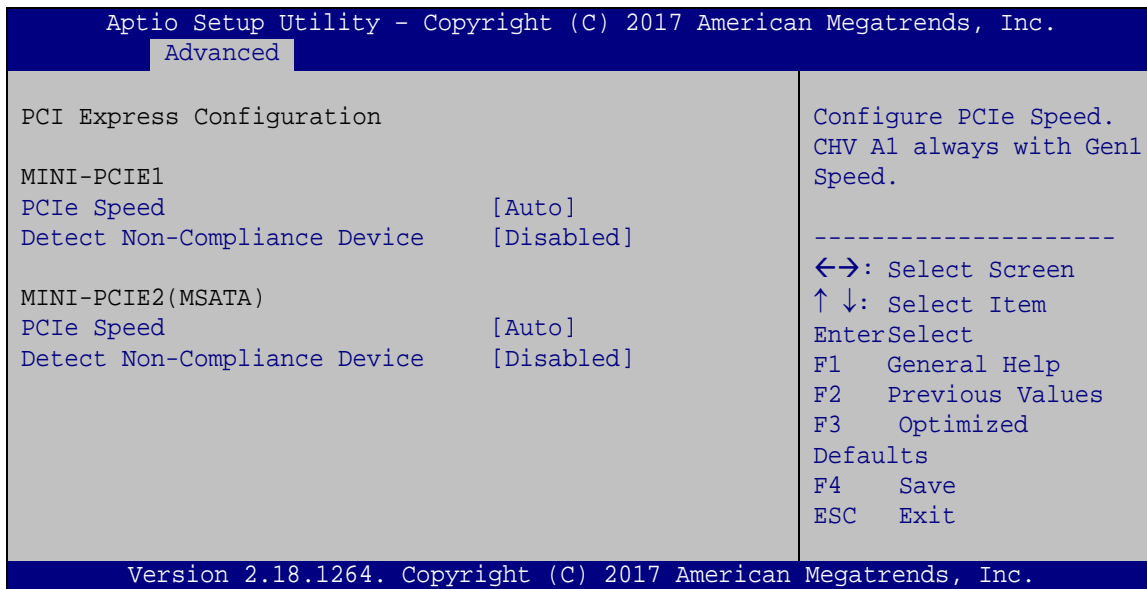 Aptio Setup Utility – Copyright (C) 2017 American Megatrends, Inc.
Advanced
PCI Express Configuration
MINI-PCIE1
PCIe Speed [Auto]
Detect Non-Compliance Device [Disabled]
MINI-PCIE2(MSATA)
PCIe Speed [Auto]
Detect Non-Compliance Device [Disabled]
Configure PCIe Speed.
CHV A1 always with Gen1
Speed.
---------------------
←→: Select Screen
↑ ↓: Select Item
EnterSelect
F1 General Help
F2 Previous Values
F3 Optimized
Defaults
F4 Save
ESC Exit
Version 2.18.1264. Copyright (C) 2017 American Megatrends, Inc.